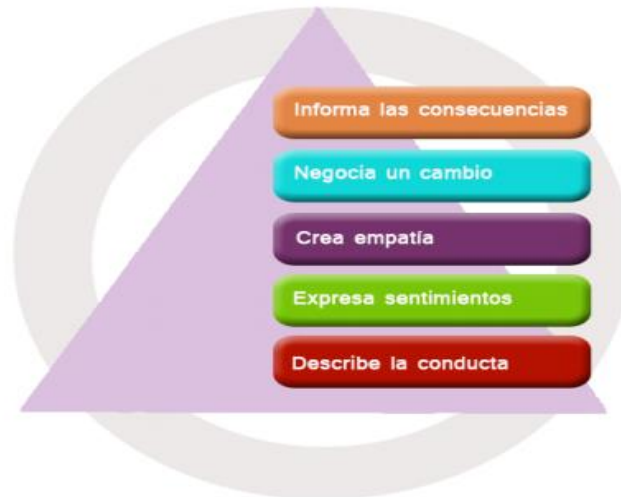 Informa las consecuencias
Negocia un cambio
Crea empatía
Expresa sentimientos
Describe la conducta